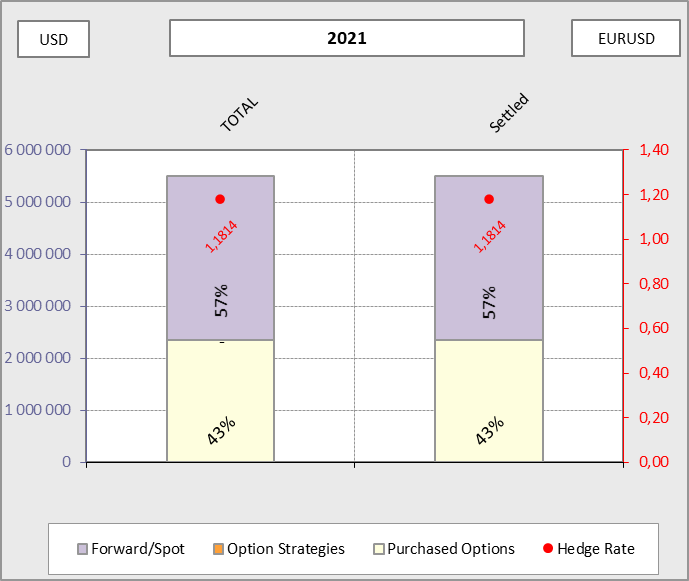 USD
2021
EURUSD
TOTAL
Settled
6 000 000
5 000 000
4 000 000
3 000 000
2 000 000
1 000 000
0
1,1814
57%
-
43%
1,1814
57%
43%
1,40
1,20
1,00
0,80
0,60
0,40
0,20
0,00
Forward/Spot
Option Strategies
Purchased Options
Hedge Rate